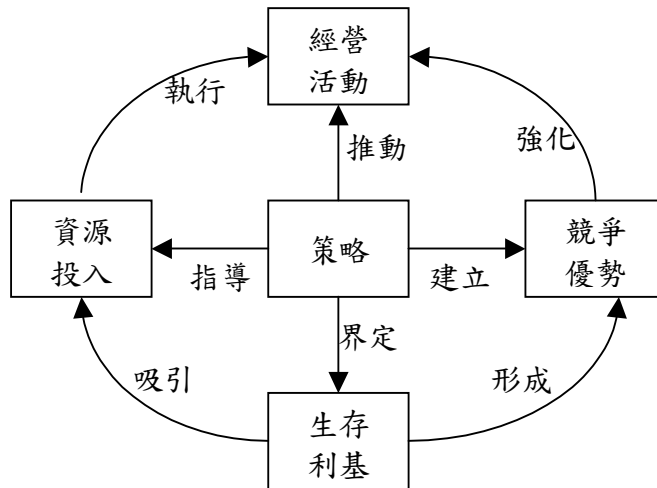 經營
活動
執行
強化
推動
資源
投入
策略
競爭
優勢
指導
建立
界定
吸引
形成
生存
利基